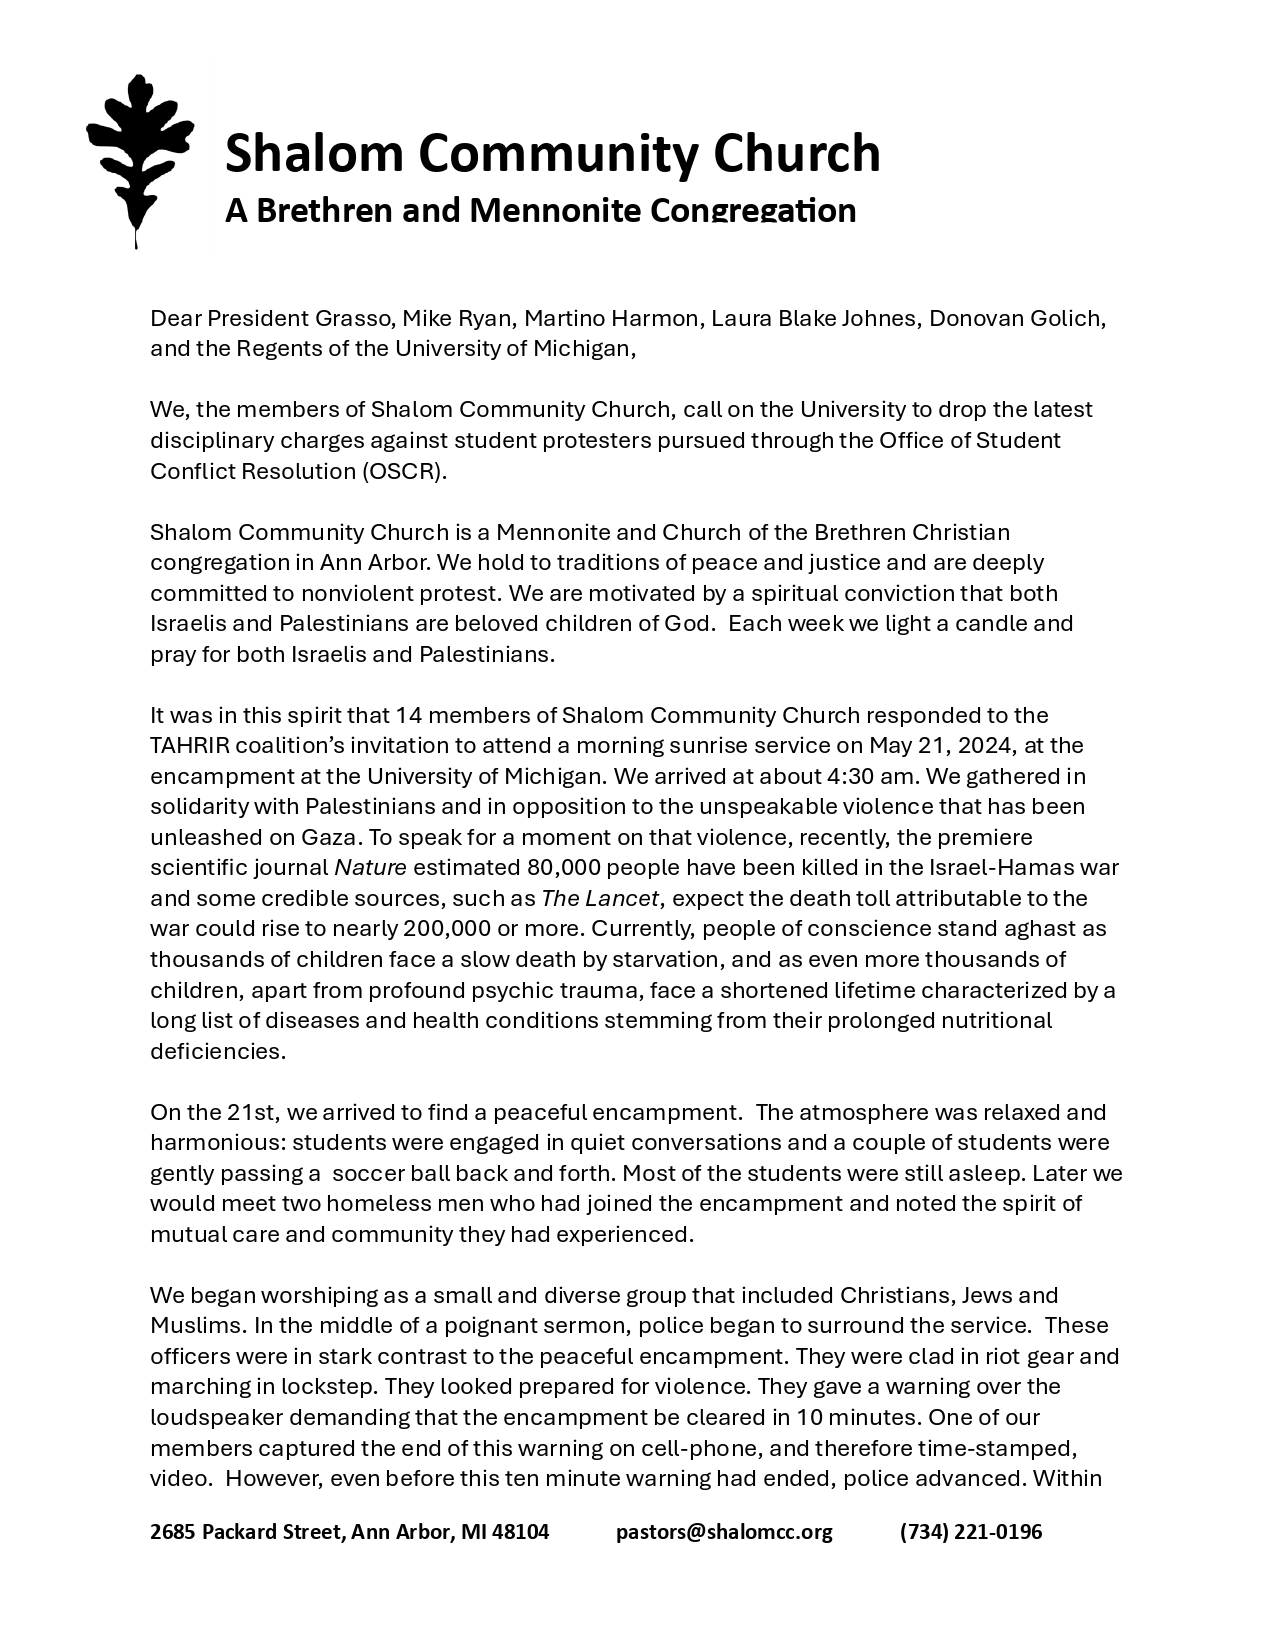 Shalom Community Church
A Brethren and Mennonite Congregation
Dear President Grasso, Mike Ryan, Martino Harmon, Laura Blake Johnes, Donovan Golich,
and the Regents of the University of Michigan,
We, the members of Shalom Community Church, call on the University to drop the latest
disciplinary charges against student protesters pursued through the Office of Student
Conflict Resolution (OSCR).
Shalom Community Church is a Mennonite and Church of the Brethren Christian
congregation in Ann Arbor. We hold to traditions of peace and justice and are deeply
committed to nonviolent protest. We are motivated by a spiritual conviction that both
Israelis and Palestinians are beloved children of God.  Each week we light a candle and
pray for both Israelis and Palestinians.
It was in this spirit that 14 members of Shalom Community Church responded to the
TAHRIR coalition’s invitation to attend a morning sunrise service on May 21, 2024, at the
encampment at the University of Michigan. We arrived at about 4:30 am. We gathered in
solidarity with Palestinians and in opposition to the unspeakable violence that has been
unleashed on Gaza. To speak for a moment on that violence, recently, the premiere
scientific journal Nature estimated 80,000 people have been killed in the Israel-Hamas war
and some credible sources, such as The Lancet, expect the death toll attributable to the
war could rise to nearly 200,000 or more. Currently, people of conscience stand aghast as
thousands of children face a slow death by starvation, and as even more thousands of
children, apart from profound psychic trauma, face a shortened lifetime characterized by a
long list of diseases and health conditions stemming from their prolonged nutritional
deficiencies.
On the 21st, we arrived to find a peaceful encampment.  The atmosphere was relaxed and
harmonious: students were engaged in quiet conversations and a couple of students were
gently passing a  soccer ball back and forth. Most of the students were still asleep. Later we
would meet two homeless men who had joined the encampment and noted the spirit of
mutual care and community they had experienced.
We began worshiping as a small and diverse group that included Christians, Jews and
Muslims. In the middle of a poignant sermon, police began to surround the service.  These
officers were in stark contrast to the peaceful encampment. They were clad in riot gear and
marching in lockstep. They looked prepared for violence. They gave a warning over the
loudspeaker demanding that the encampment be cleared in 10 minutes. One of our
members captured the end of this warning on cell-phone, and therefore time-stamped,
video.  However, even before this ten minute warning had ended, police advanced. Within
2685 Packard Street, Ann Arbor, MI 48104 pastors@shalomcc.org (734) 221-0196